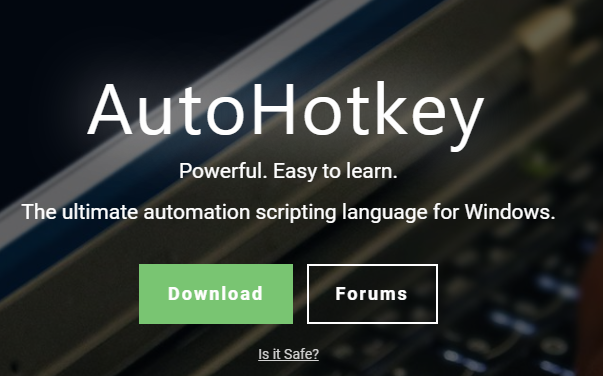 AutoHotkey
Powerful. Easy to learn.
The ultimate automation scripting language for Windows.
Download
Forums
Is it Safe?